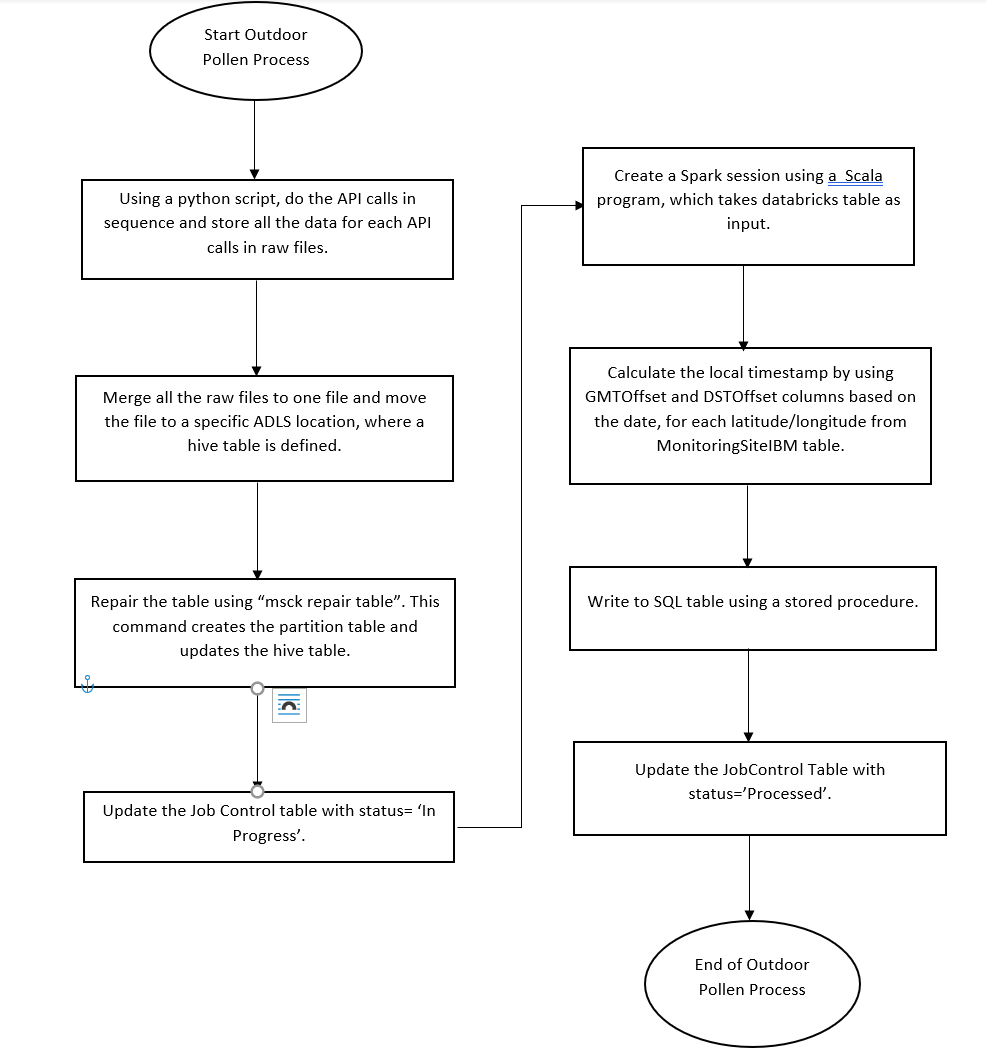 Start Outdoor
Pollen Process
Using a python script, do the API calls in
sequence and store all the data for each API
calls in raw files.
Merge all the raw files to one file and move
the file to a specific ADLS location, where a
hive table is defined.
Repair the table using “msck repair table”. This
command creates the partition table and
updates the hive table.
Update the Job Control table with status= ‘In
Progress’.
Create a Spark session using a  Scala
program, which takes databricks table as
input.
Calculate the local timestamp by using
GMTOffset and DSTOffset columns based on
the date, for each latitude/longitude from
MonitoringSiteIBM table.
Write to SQL table using a stored procedure.
Update the JobControl Table with
status=’Processed’.
End of Outdoor
Pollen Process